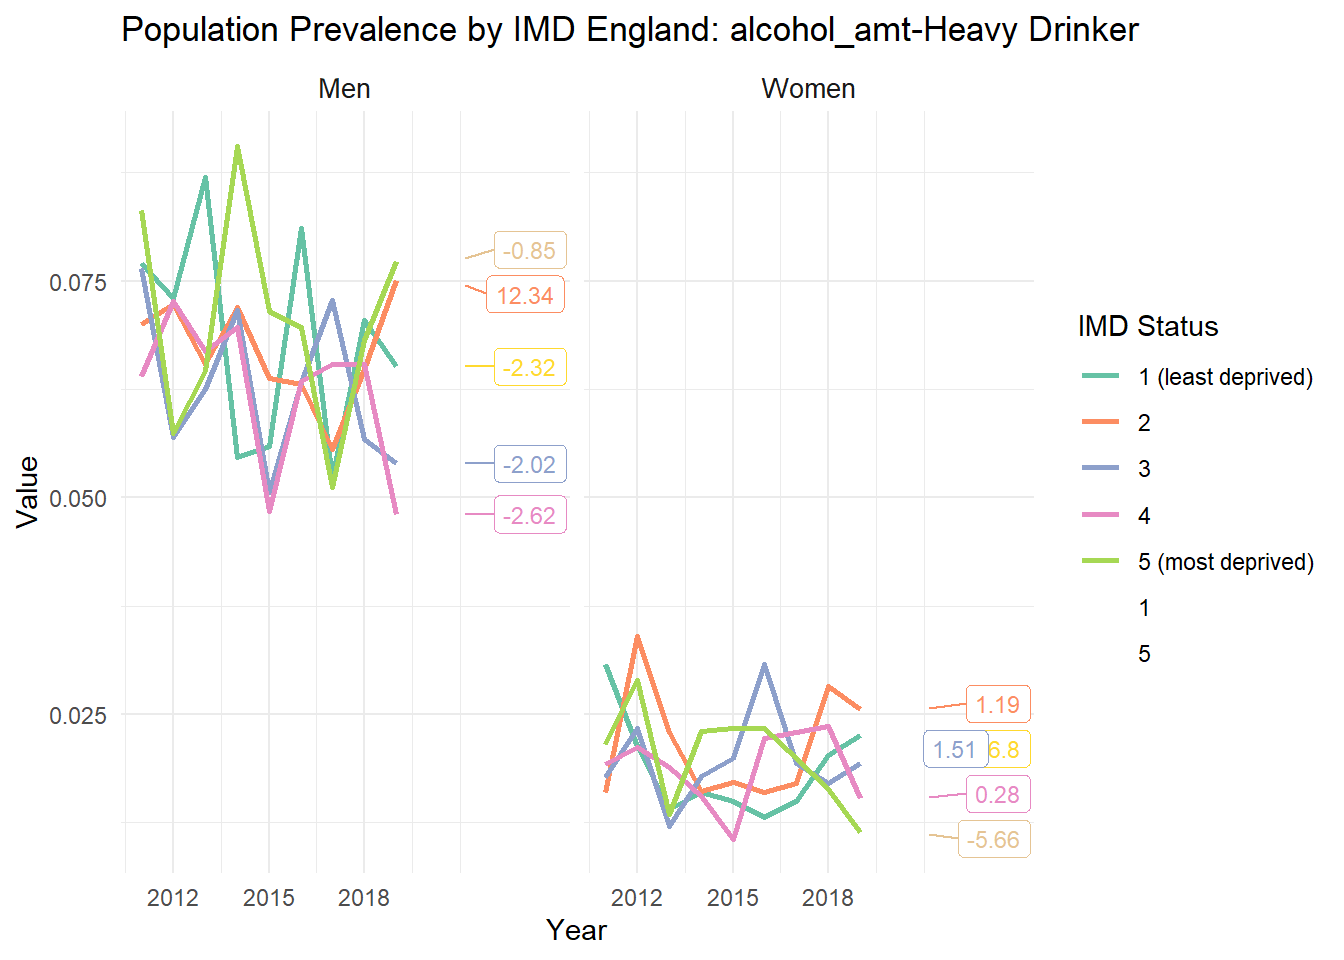 Population Prevalence by IMD England: alcohol_amt-Heavy Drinker
Men
Women
0.075
0.050
0.025
Value
-0.85
12.34
-2.32
-2.02
-2.62
1.19
1.51
6.8
0.28
-5.66
2012 2015 2018
2012 2015 2018
Year
IMD Status
1 (least deprived)
2
3
4
5 (most deprived)
1
5